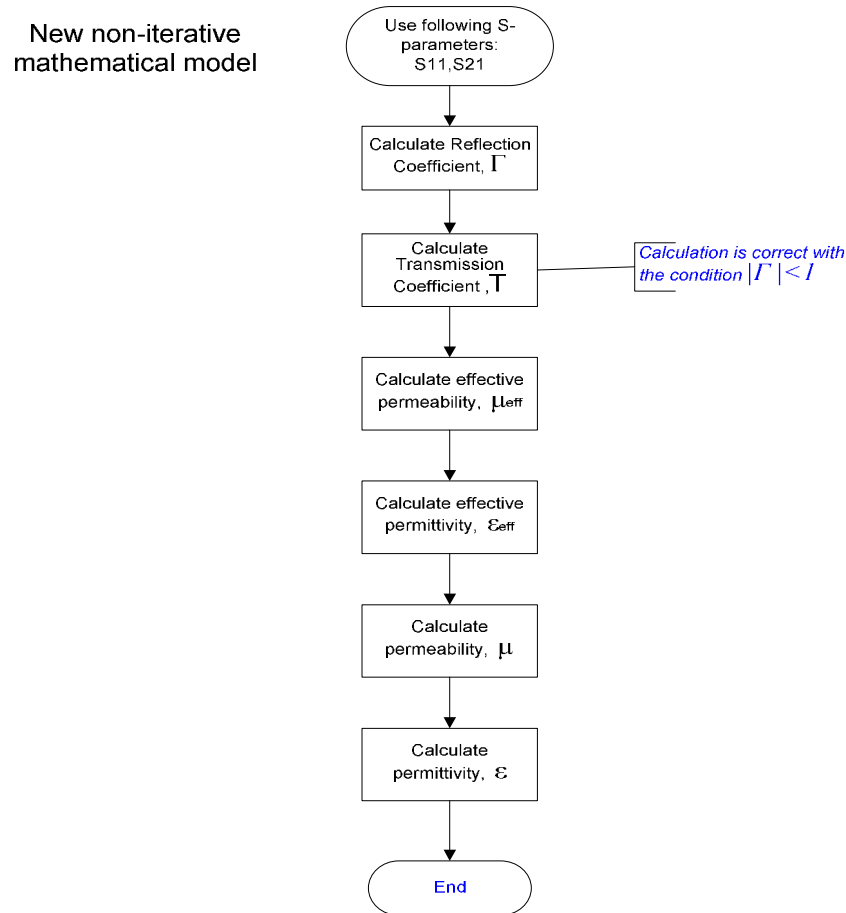 New non-iterative
mathematical model
Use following S-
parameters:
S11,S21
Calculate Reflection
Coefficient, Γ
Calculate
Transmission
Coefficient , T
Calculation is correct with
the condition |Γ|<1
Calculate effective
permeability, μeff
Calculate effective
permittivity, εeff
Calculate
permeability, μ
Calculate
permittivity, ε
End